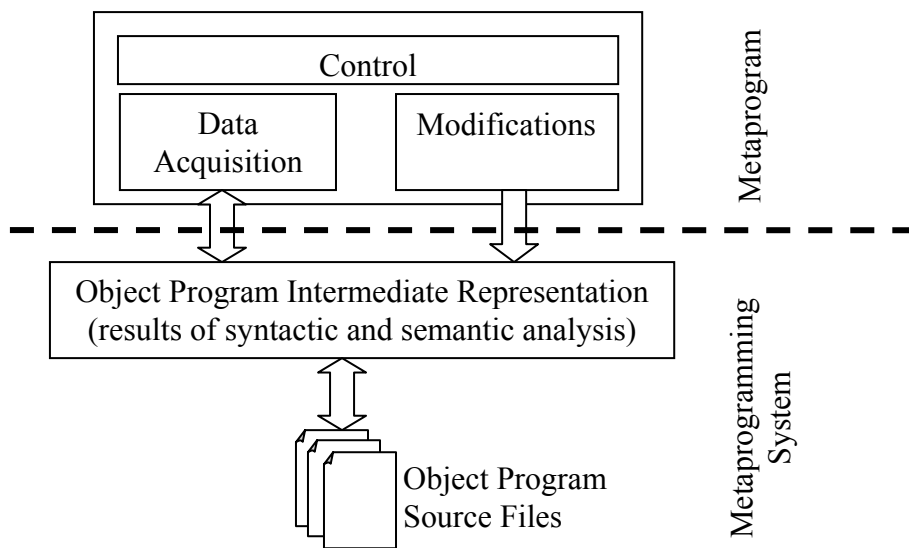 Control
Data
Acquisition
Modifications
Metaprogram
Object Program Intermediate Representation
(results of syntactic and semantic analysis)
Object Program
Source Files
Metaprogramming
System